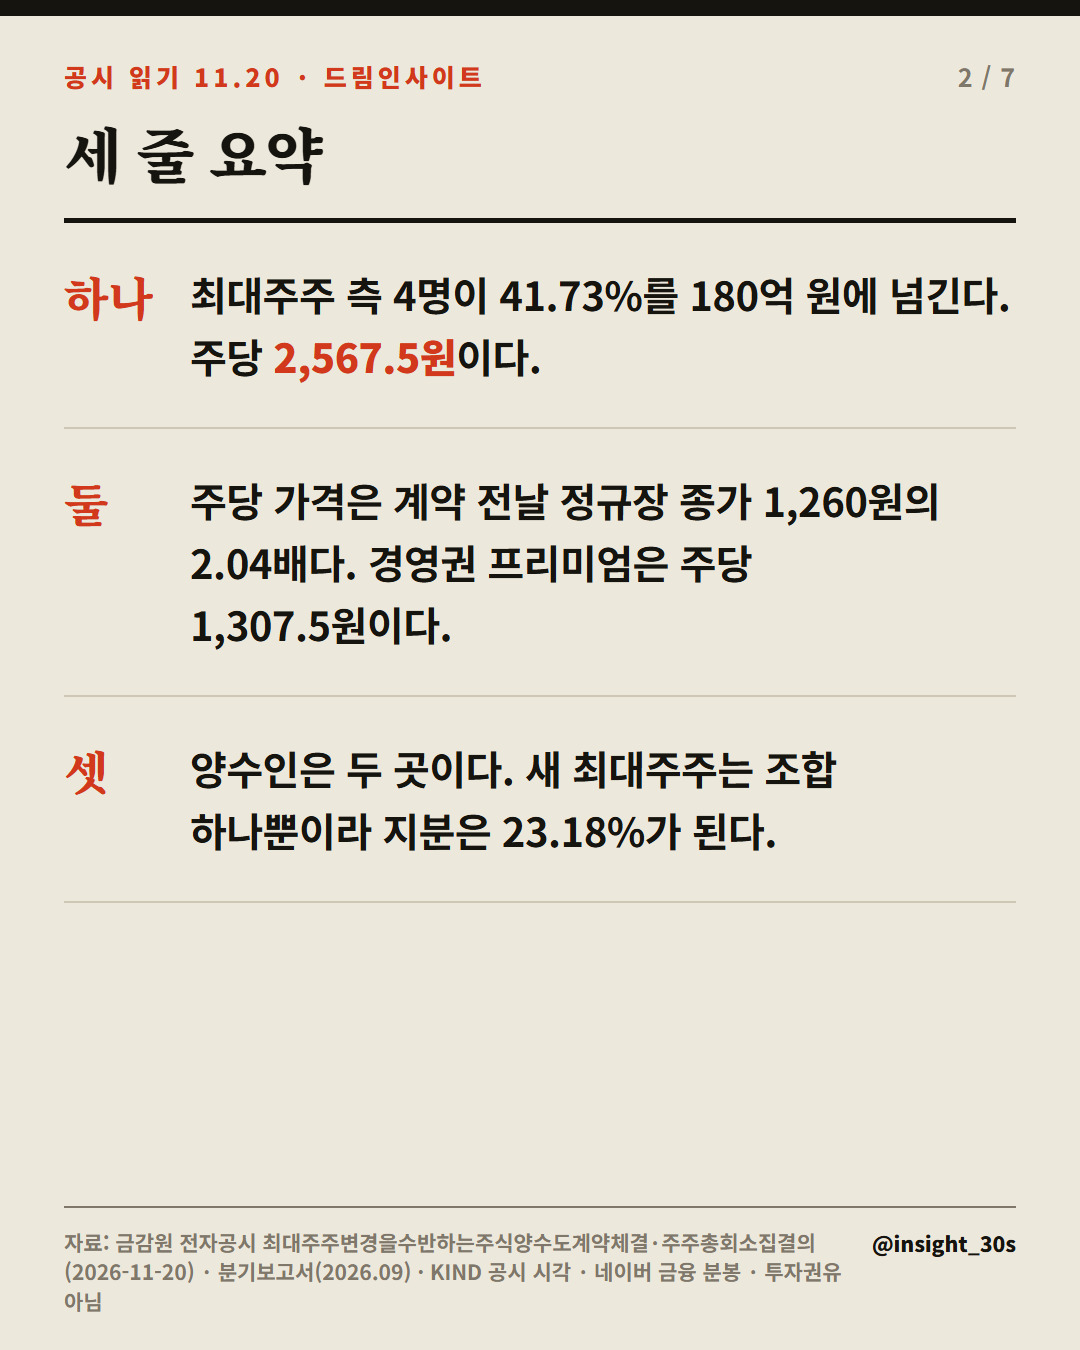 공시 읽기 11.20 · 드림인사이트
2 / 7
세 줄 요약
하나
최대주주 측 4명이 41.73%를 180억 원에 넘긴다.
주당 2,567.5원이다.
둘
주당 가격은 계약 전날 정규장 종가 1,260원의
2.04배다. 경영권 프리미엄은 주당
1,307.5원이다.
셋
양수인은 두 곳이다. 새 최대주주는 조합
하나뿐이라 지분은 23.18%가 된다.
자료: 금감원 전자공시 최대주주변경을수반하는주식양수도계약체결·주주총회소집결의
(2026-11-20) · 분기보고서(2026.09) · KIND 공시 시각 · 네이버 금융 분봉 · 투자권유
아님
@insight_30s